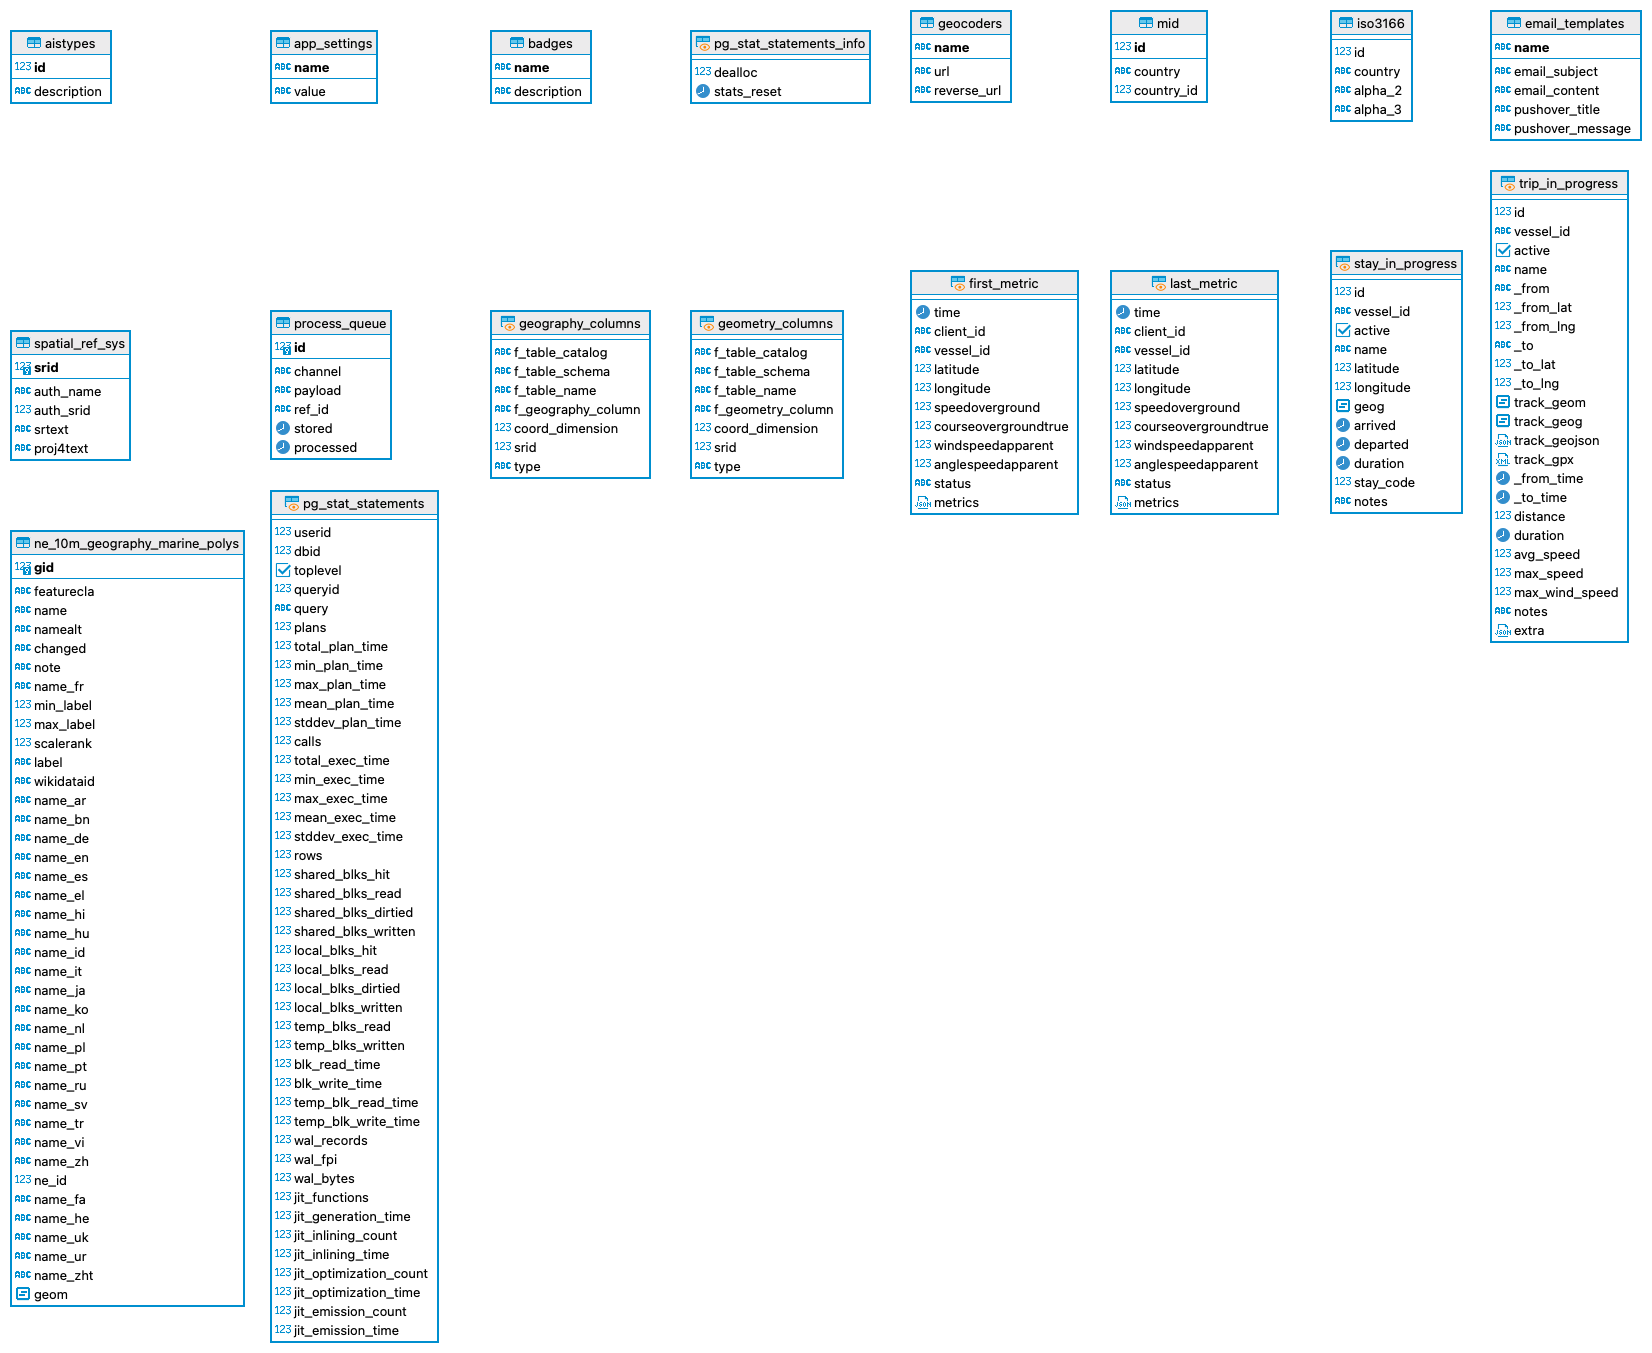 aistypes
123 id
ABC description
app_settings
ABC name
ABC value
badges
ABC name
ABC description
pg_stat_statements_info
123 dealloc
stats_reset
geocoders
ABC name
ABC url
ABC reverse_url
mid
123 id
ABC country
123 country_id
iso3166
123 id
ABC country
ABC alpha_2
ABC alpha_3
email_templates
ABC name
ABC email_subject
ABC email_content
ABC pushover_title
ABC pushover_message
spatial_ref_sys
123 srid
ABC auth_name
123 auth_srid
ABC srtext
ABC proj4text
process_queue
123 id
ABC channel
ABC payload
ABC ref_id
stored
processed
geography_columns
ABC f_table_catalog
ABC f_table_schema
ABC f_table_name
ABC f_geography_column
123 coord_dimension
123 srid
ABC type
geometry_columns
ABC f_table_catalog
ABC f_table_schema
ABC f_table_name
ABC f_geometry_column
123 coord_dimension
123 srid
ABC type
first_metric
time
ABC client_id
ABC vessel_id
123 latitude
123 longitude
123 speedoverground
123 courseovergroundtrue
123 windspeedapparent
123 anglespeedapparent
ABC status
JSON metrics
last_metric
time
ABC client_id
ABC vessel_id
123 latitude
123 longitude
123 speedoverground
123 courseovergroundtrue
123 windspeedapparent
123 anglespeedapparent
ABC status
JSON metrics
stay_in_progress
123 id
ABC vessel_id
active
ABC name
123 latitude
123 longitude
geog
arrived
departed
duration
123 stay_code
ABC notes
trip_in_progress
123 id
ABC vessel_id
active
ABC name
ABC _from
123 _from_lat
123 _from_lng
ABC _to
123 _to_lat
123 _to_lng
track_geom
track_geog
JSON track_geojson
XML track_gpx
_from_time
_to_time
123 distance
duration
123 avg_speed
123 max_speed
123 max_wind_speed
ABC notes
JSON extra
ne_10m_geography_marine_polys
123 gid
ABC featurecla
ABC name
ABC namealt
ABC changed
ABC note
ABC name_fr
123 min_label
123 max_label
123 scalerank
ABC label
ABC wikidataid
ABC name_ar
ABC name_bn
ABC name_de
ABC name_en
ABC name_es
ABC name_el
ABC name_hi
ABC name_hu
ABC name_id
ABC name_it
ABC name_ja
ABC name_ko
ABC name_nl
ABC name_pl
ABC name_pt
ABC name_ru
ABC name_sv
ABC name_tr
ABC name_vi
ABC name_zh
123 ne_id
ABC name_fa
ABC name_he
ABC name_uk
ABC name_ur
ABC name_zht
geom
pg_stat_statements
123 userid
123 dbid
toplevel
123 queryid
ABC query
123 plans
123 total_plan_time
123 min_plan_time
123 max_plan_time
123 mean_plan_time
123 stddev_plan_time
123 calls
123 total_exec_time
123 min_exec_time
123 max_exec_time
123 mean_exec_time
123 stddev_exec_time
123 rows
123 shared_blks_hit
123 shared_blks_read
123 shared_blks_dirtied
123 shared_blks_written
123 local_blks_hit
123 local_blks_read
123 local_blks_dirtied
123 local_blks_written
123 temp_blks_read
123 temp_blks_written
123 blk_read_time
123 blk_write_time
123 temp_blk_read_time
123 temp_blk_write_time
123 wal_records
123 wal_fpi
123 wal_bytes
123 jit_functions
123 jit_generation_time
123 jit_inlining_count
123 jit_inlining_time
123 jit_optimization_count
123 jit_optimization_time
123 jit_emission_count
123 jit_emission_time